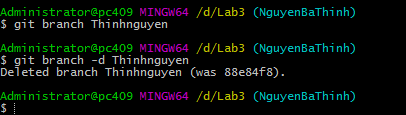 Administrator@pc409 MINGW64 /d/Lab3 (NguyenBaThinh)
$ git branch Thinhnguyen
Administrator@pc409 MINGW64 /d/Lab3 (NguyenBaThinh)
$ git branch -d Thinhnguyen
Deleted branch Thinhnguyen (was 88e84f8).
Administrator@pc409 MINGW64 /d/Lab3 (NguyenBaThinh)
$